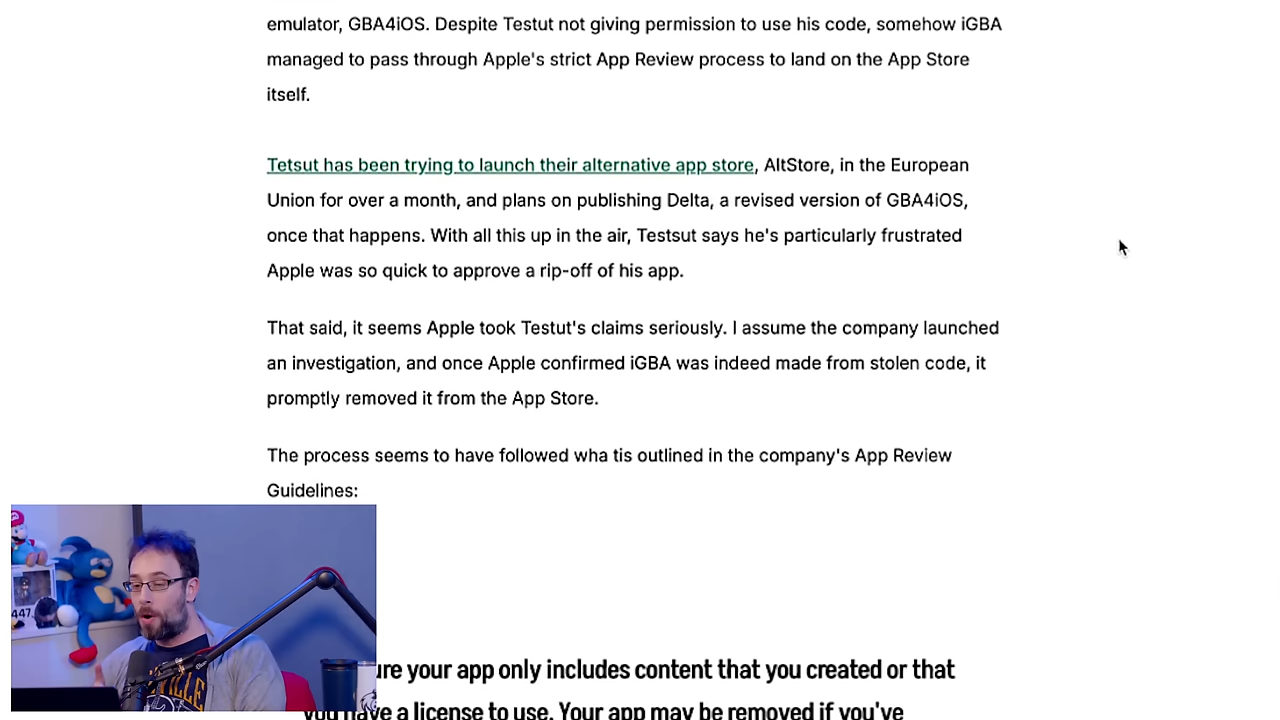 emulator, GBA4iOS. Despite Testut not giving permission to use his code, somehow iGBA
managed to pass through Apple's strict App Review process to land on the App Store
itself.
Tetsut has been trying to launch their alternative app store, AltStore, in the European
Union for over a month, and plans on publishing Delta, a revised version of GBA4iOS,
once that happens. With all this up in the air, Testsut says he's particularly frustrated
Apple was so quick to approve a rip-off of his app.
That said, it seems Apple took Testut's claims seriously. I assume the company launched
an investigation, and once Apple confirmed iGBA was indeed made from stolen code, it
promptly removed it from the App Store.
The process seems to have followed wha tis outlined in the company's App Review
Guidelines:
your app only includes content that you created or that
you have a license to use. Your app may be removed if you've
447
VILLE